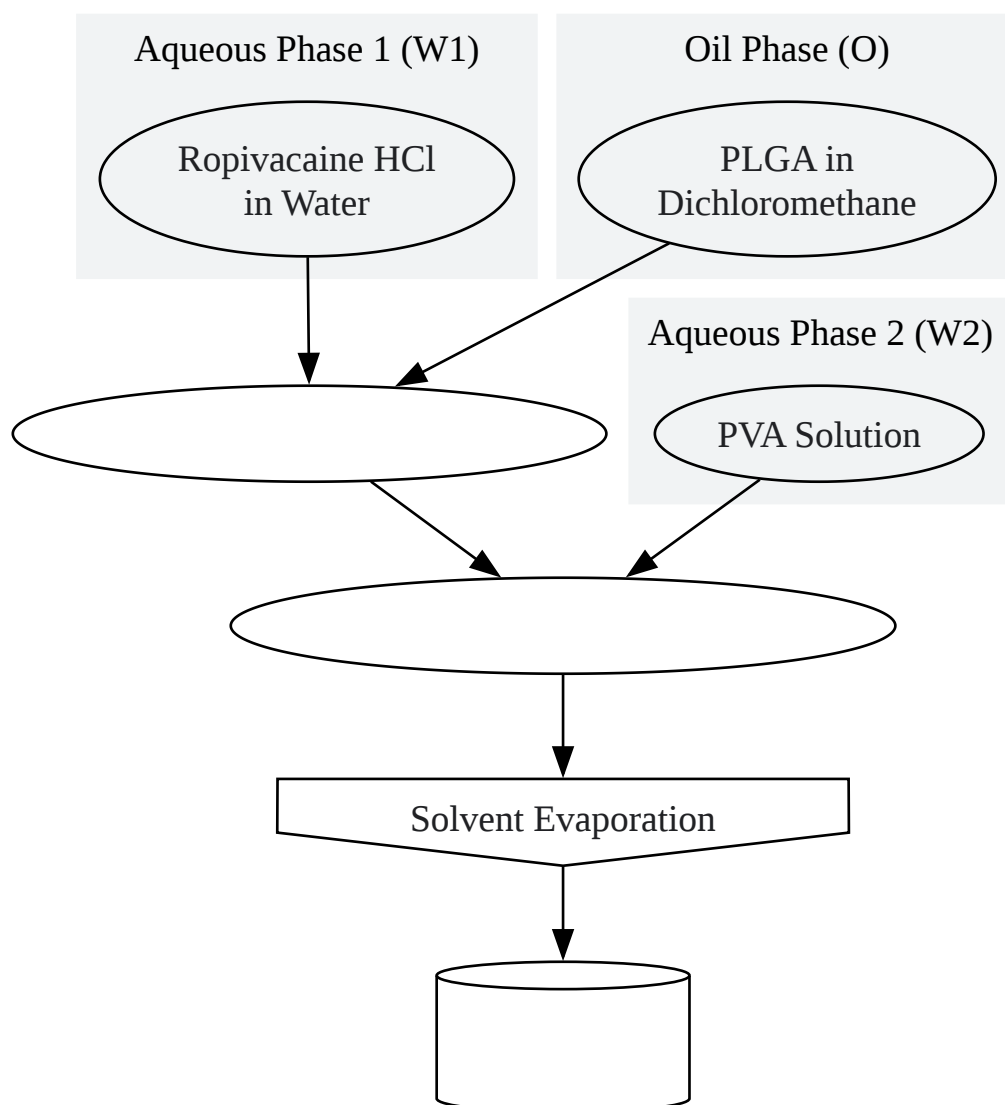 Aqueous Phase 1 (W1)
Oil Phase (O)
Ropivacaine HCl
in Water
PLGA in
Dichloromethane
Aqueous Phase 2 (W2)
PVA Solution
Solvent Evaporation